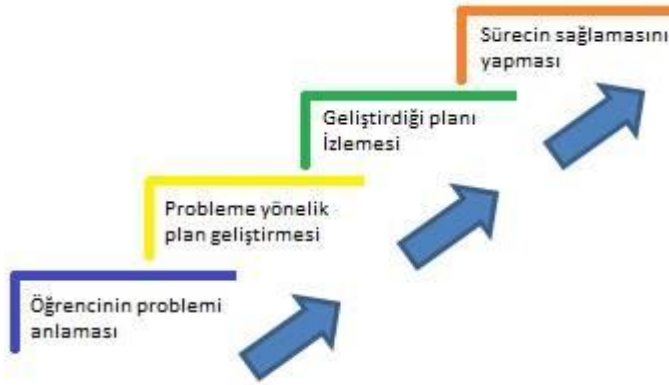 Sürecin sağlamasını
yapması
Geliştirdiği planı
İzlemesi
Probleme yönelik
plan geliştirmesi
Öğrencinin problemi
anlaması